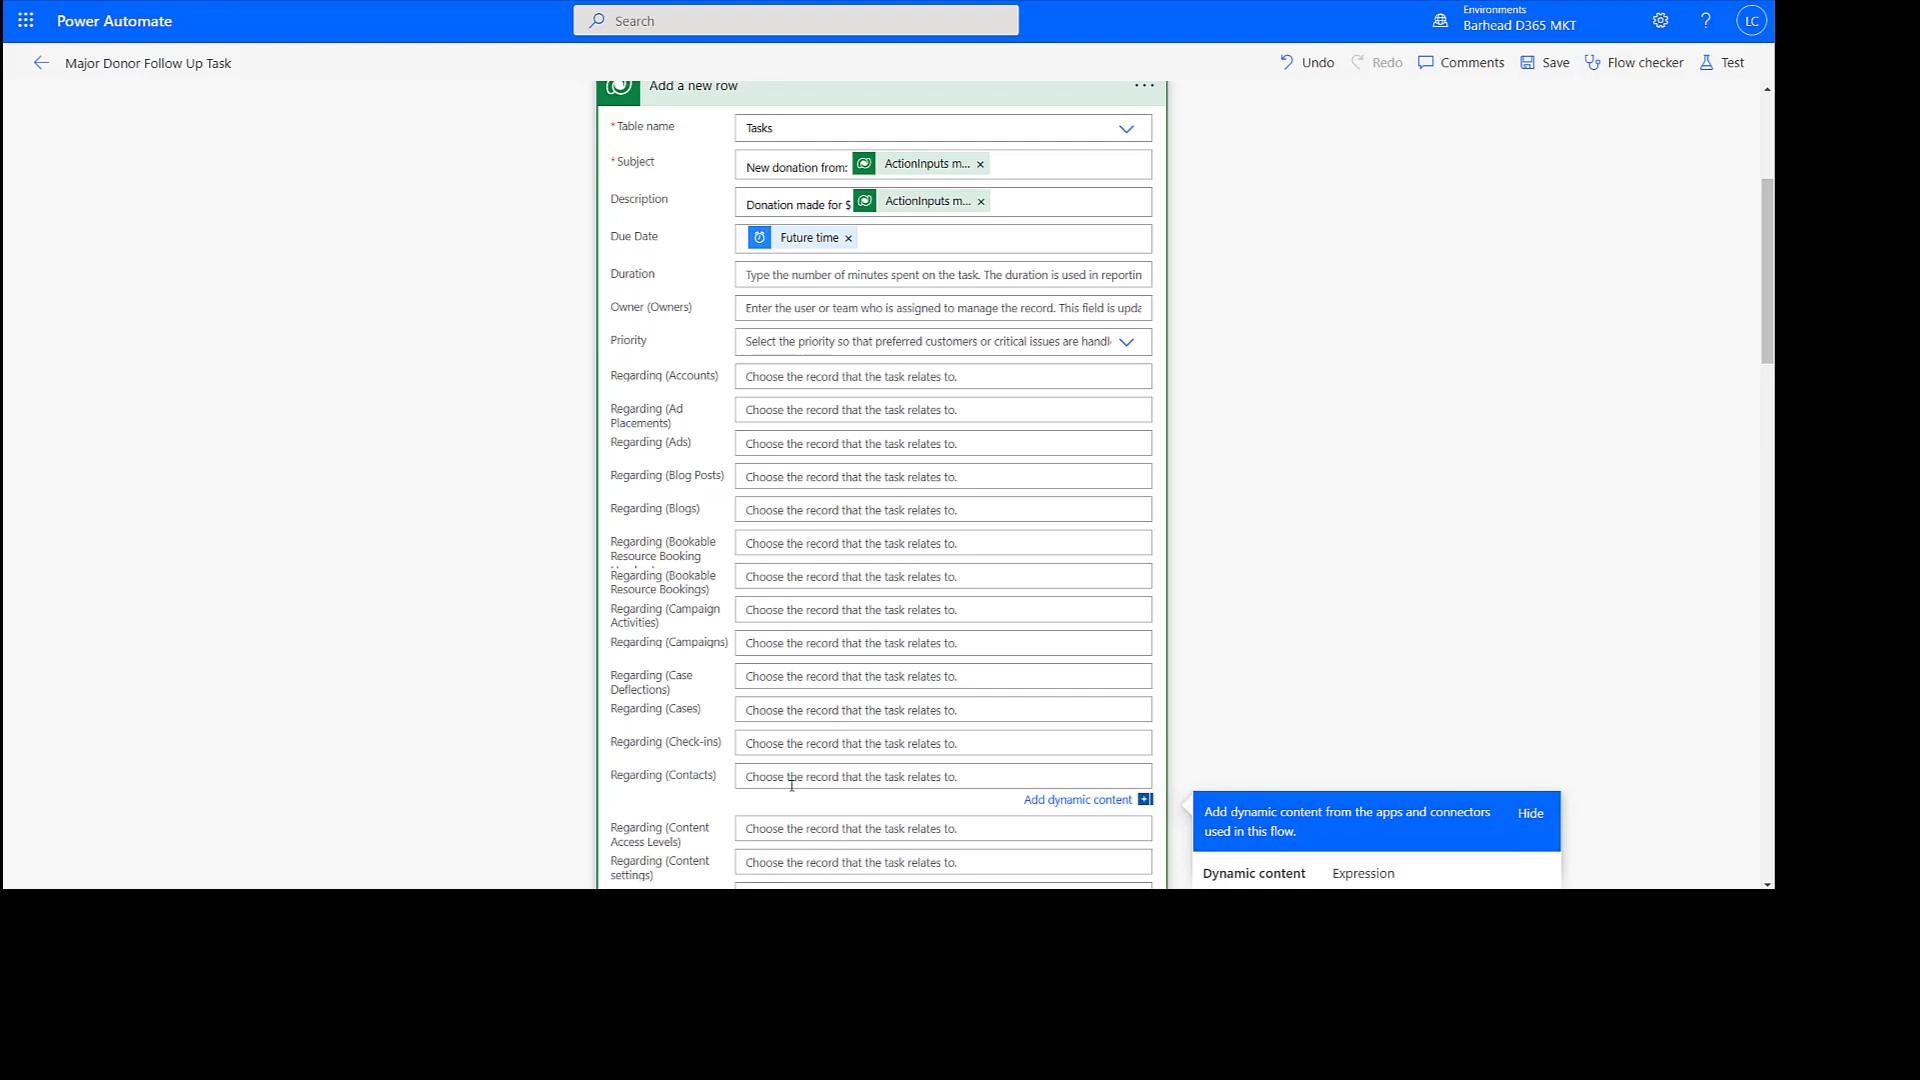 Power Automate
Search
Environments
Barhead D365 MKT
LC
Major Donor Follow Up Task
Undo
Redo
Comments
Save
Flow checker
Test
Add a new row
* Table name
Tasks
* Subject
New donation from: ActionInputs m... ×
Description
Donation made for $ ActionInputs m... ×
Due Date
Future time ×
Duration
Type the number of minutes spent on the task. The duration is used in reportin
Owner (Owners)
Enter the user or team who is assigned to manage the record. This field is upda
Priority
Select the priority so that preferred customers or critical issues are handl
Regarding (Accounts)
Choose the record that the task relates to.
Regarding (Ad
Placements)
Choose the record that the task relates to.
Regarding (Ads)
Choose the record that the task relates to.
Regarding (Blog Posts)
Choose the record that the task relates to.
Regarding (Blogs)
Choose the record that the task relates to.
Regarding (Bookable
Resource Booking
Choose the record that the task relates to.
Regarding (Bookable
Resource Bookings)
Choose the record that the task relates to.
Regarding (Campaign
Activities)
Choose the record that the task relates to.
Regarding (Campaigns)
Choose the record that the task relates to.
Regarding (Case
Deflections)
Choose the record that the task relates to.
Regarding (Cases)
Choose the record that the task relates to.
Regarding (Check-ins)
Choose the record that the task relates to.
Regarding (Contacts)
Choose the record that the task relates to.
Add dynamic content
Regarding (Content
Access Levels)
Choose the record that the task relates to.
Regarding (Content
settings)
Choose the record that the task relates to.
Add dynamic content from the apps and connectors
used in this flow.
Hide
Dynamic content
Expression